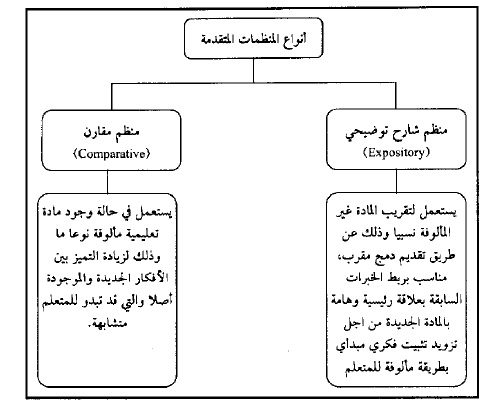 أنواع المنظمات المتقدمة
منظم شارح توضيحي
(Expository)
منظم مقارن
(Comparative)
يستعمل لتقريب المادة غير
المألوفة نسبيا وذلك عن
طريق تقديم دمج مقرب،
مناسب بربط الخبرات
السابقة بعلاقة رئيسية وهامة
بالمادة الجديدة من اجل
تزويد تثبيت فكري مبدأي
بطريقة مألوفة للمتعلم
يستعمل في حالة وجود مادة
تعليمية مألوفة نوعا ما
وذلك لزيادة التميز بين
الأفكار الجديدة والموجودة
أصلا والتي قد تبدو للمتعلم
متشابهة.